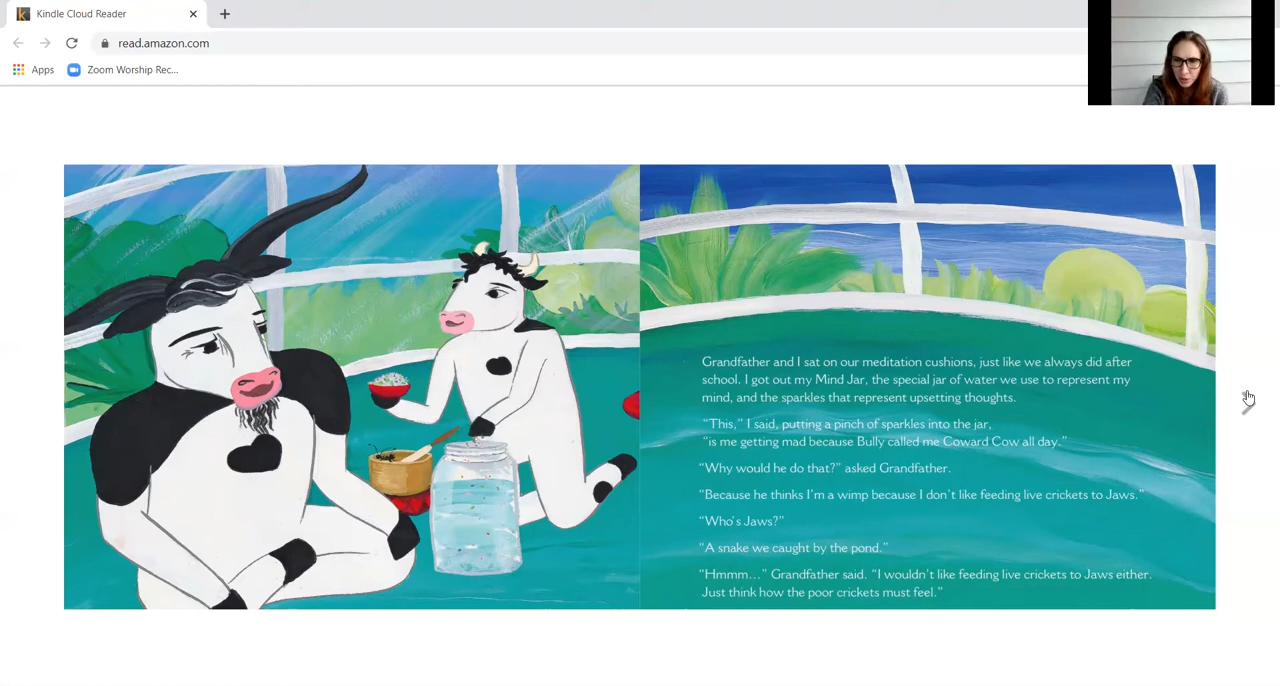 Kindle Cloud Reader
read.amazon.com
Apps
Zoom Worship Rec...
Grandfather and I sat on our meditation cushions, just like we always did after
school. I got out my Mind Jar, the special jar of water we use to represent my
mind, and the sparkles that represent upsetting thoughts.
“This,” I said, putting a pinch of sparkles into the jar,
“is me getting mad because Bully called me Coward Cow all day.”
“Why would he do that?” asked Grandfather.
“Because he thinks I’m a wimp because I don’t like feeding live crickets to Jaws.”
“Who’s Jaws?”
“A snake we caught by the pond.”
“Hmmm...” Grandfather said. “I wouldn’t like feeding live crickets to Jaws either.
Just think how the poor crickets must feel.”